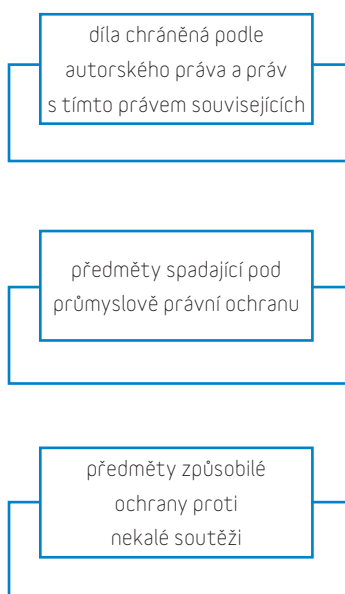 díla chráněná podle
autorského práva a práv
s tímto právem souvisejících
předměty spadající pod
průmyslově právní ochranu
předměty způsobilé
ochrany proti
nekalé soutěži